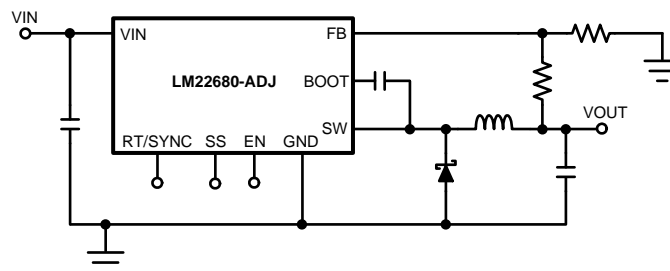 VIN
VIN
FB
LM22680-ADJ
BOOT
VOUT
SW
RT/SYNC
SS
EN
GND